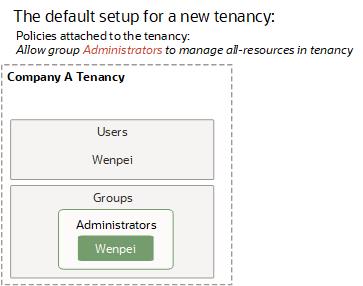 The default setup for a new tenancy:
Policies attached to the tenancy:
Allow group Administrators to manage all-resources in tenancy
Company A Tenancy
Users
Wenpei
Groups
Administrators
Wenpei